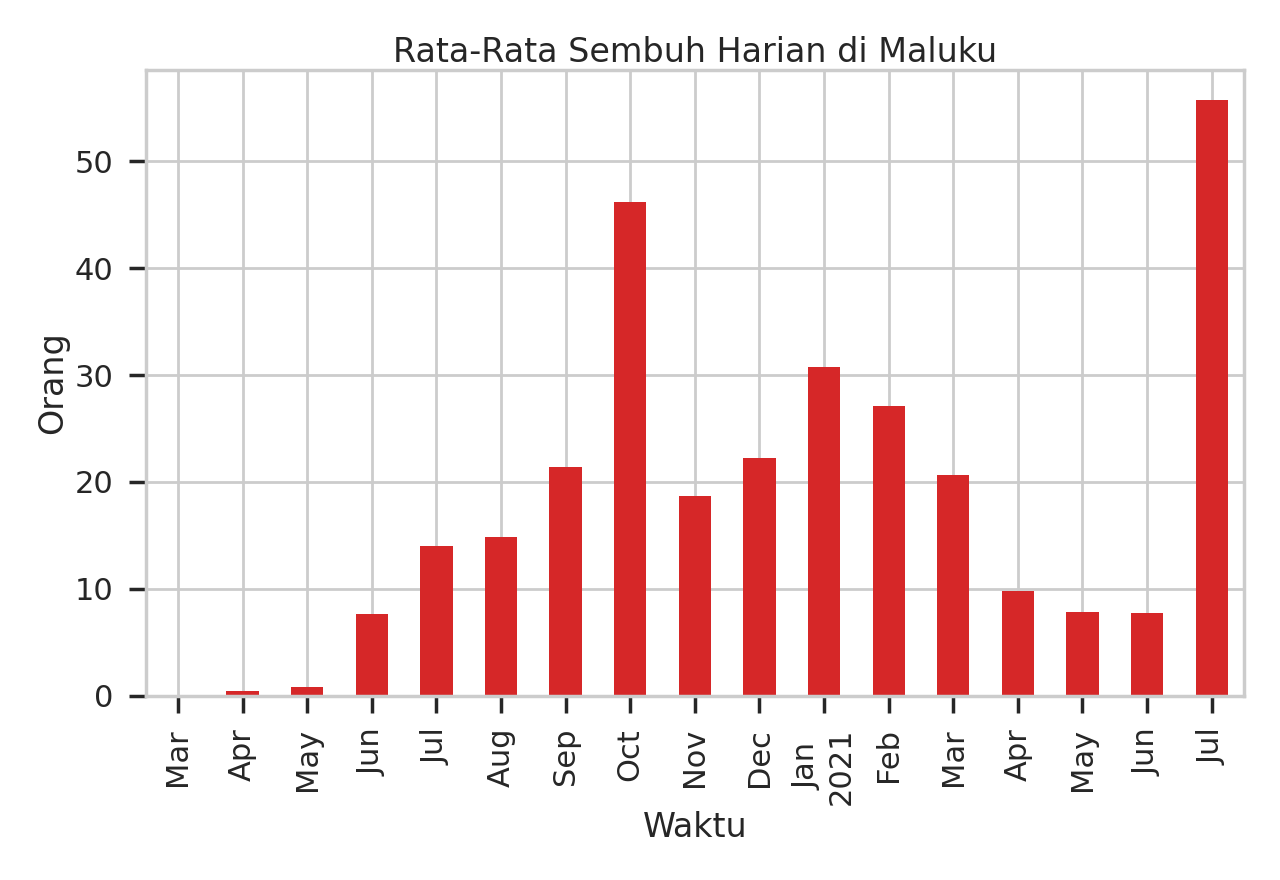 Rata-Rata Sembuh Harian di Maluku
Orang
50
40
30
20
10
0
Mar
Apr
May
Jun
Jul
Aug
Sep
Oct
Nov
Dec
Jan
2021
Feb
Mar
Apr
May
Jun
Jul
Waktu